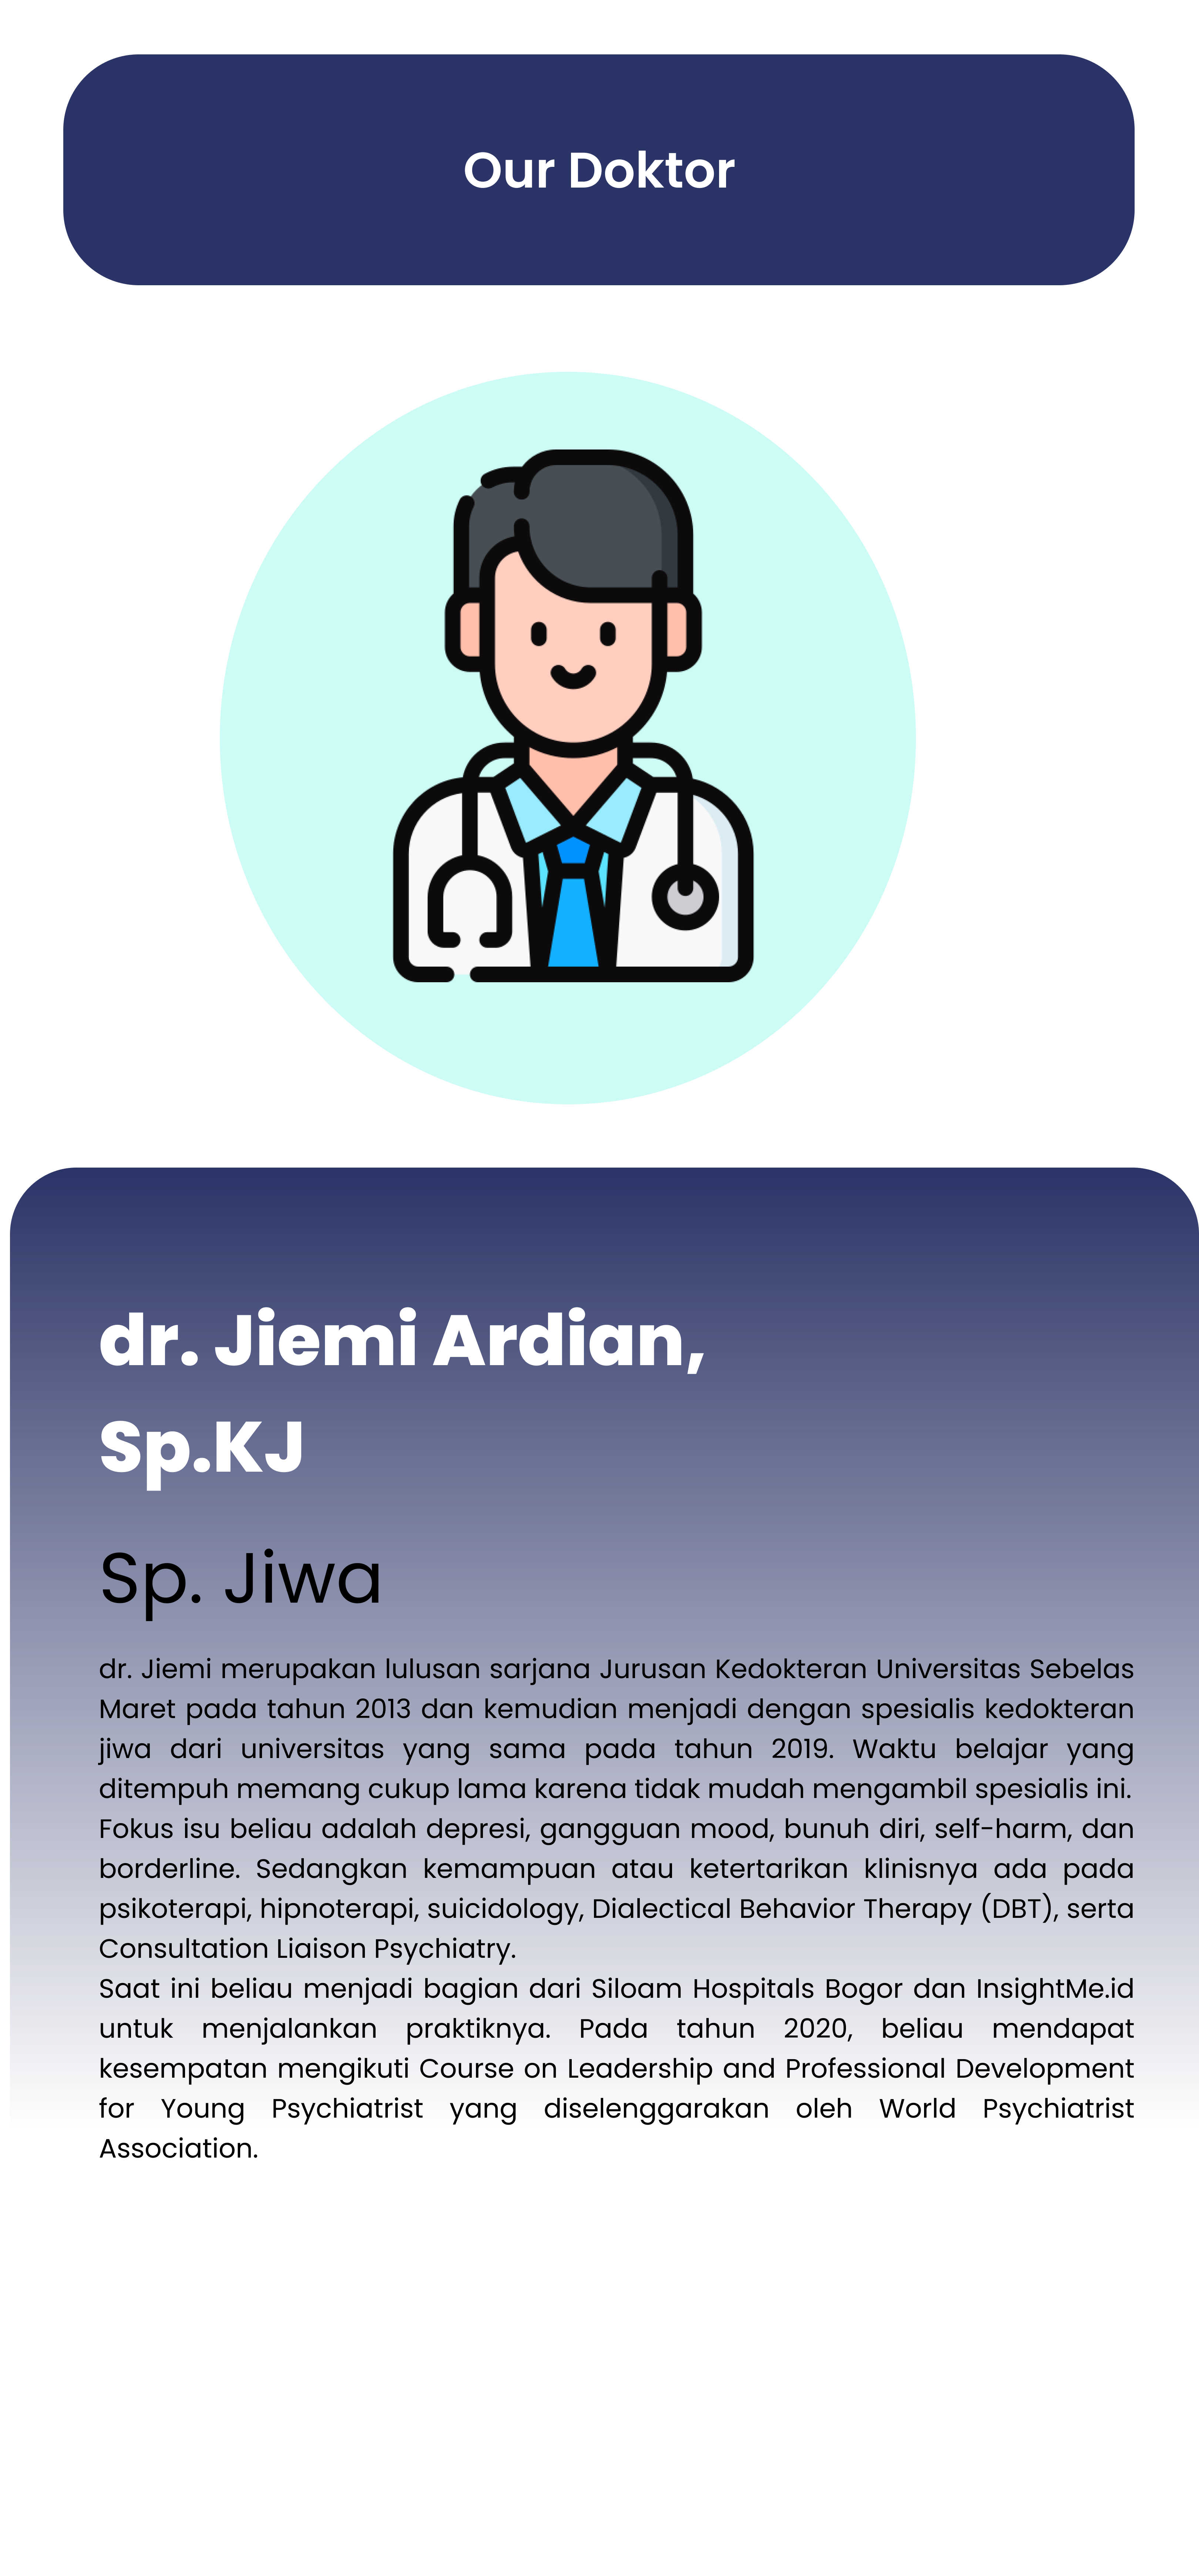 Our Doktor
dr. Jiemi Ardian,
Sp.KJ
Sp. Jiwa
dr. Jiemi merupakan lulusan sarjana Jurusan Kedokteran Universitas Sebelas
Maret pada tahun 2013 dan kemudian menjadi dengan spesialis kedokteran
jiwa dari universitas yang sama pada tahun 2019. Waktu belajar yang
ditempuh memang cukup lama karena tidak mudah mengambil spesialis ini.
Fokus isu beliau adalah depresi, gangguan mood, bunuh diri, self-harm, dan
borderline. Sedangkan kemampuan atau ketertarikan klinisnya ada pada
psikoterapi, hipnoterapi, suicidology, Dialectical Behavior Therapy (DBT), serta
Consultation Liaison Psychiatry.
Saat ini beliau menjadi bagian dari Siloam Hospitals Bogor dan InsightMe.id
untuk menjalankan praktiknya. Pada tahun 2020, beliau mendapat
kesempatan mengikuti Course on Leadership and Professional Development
for Young Psychiatrist yang diselenggarakan oleh World Psychiatrist
Association.